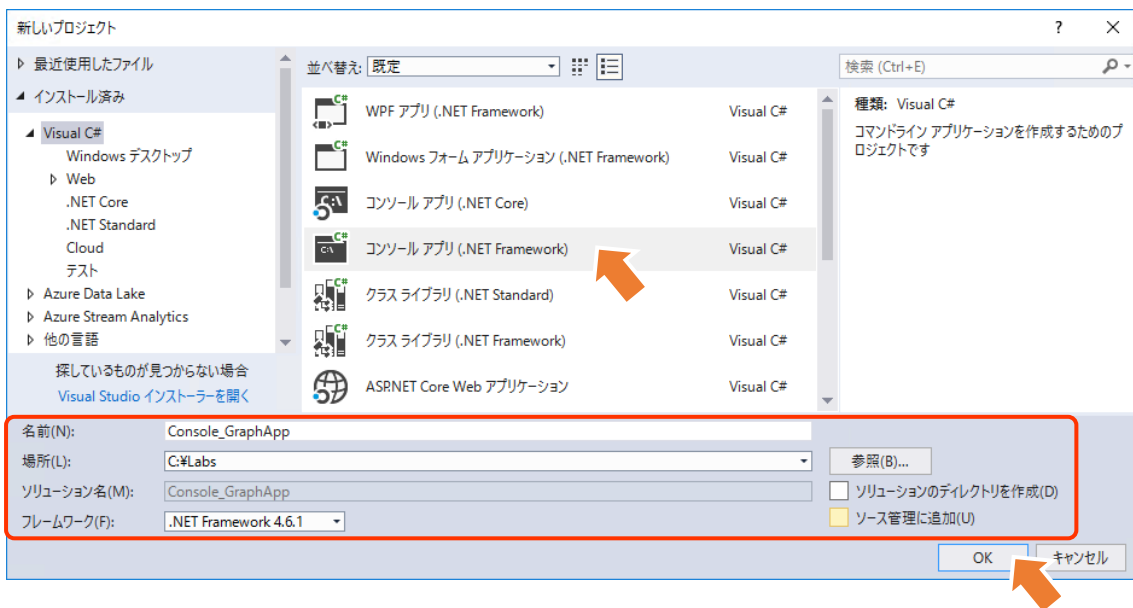 新しいプロジェクト
?
最近使用したファイル
インストール済み
Visual C#
Windows デスクトップ
Web
.NET Core
.NET Standard
Cloud
テスト
Azure Data Lake
Azure Stream Analytics
他の言語
探しているものが見つからない場合
Visual Studio インストーラーを開く
並べ替え: 既定
C# WPF アプリ (.NET Framework) Visual C#
C# Windows フォーム アプリケーション (.NET Framework) Visual C#
C:\ コンソール アプリ (.NET Core) Visual C#
C# C:\ コンソール アプリ (.NET Framework) Visual C#
C# クラス ライブラリ (.NET Standard) Visual C#
C# クラス ライブラリ (.NET Framework) Visual C#
ASP.NET Core Web アプリケーション Visual C#
検索 (Ctrl+E)
種類: Visual C#
コマンドライン アプリケーションを作成するためのプ
ロジェクトです
名前(N): Console_GraphApp
場所(L): C:¥Labs 参照(B)...
ソリューション名(M): Console_GraphApp ソリューションのディレクトリを作成(D)
フレームワーク(F): .NET Framework 4.6.1 ソース管理に追加(U)
OK キャンセル